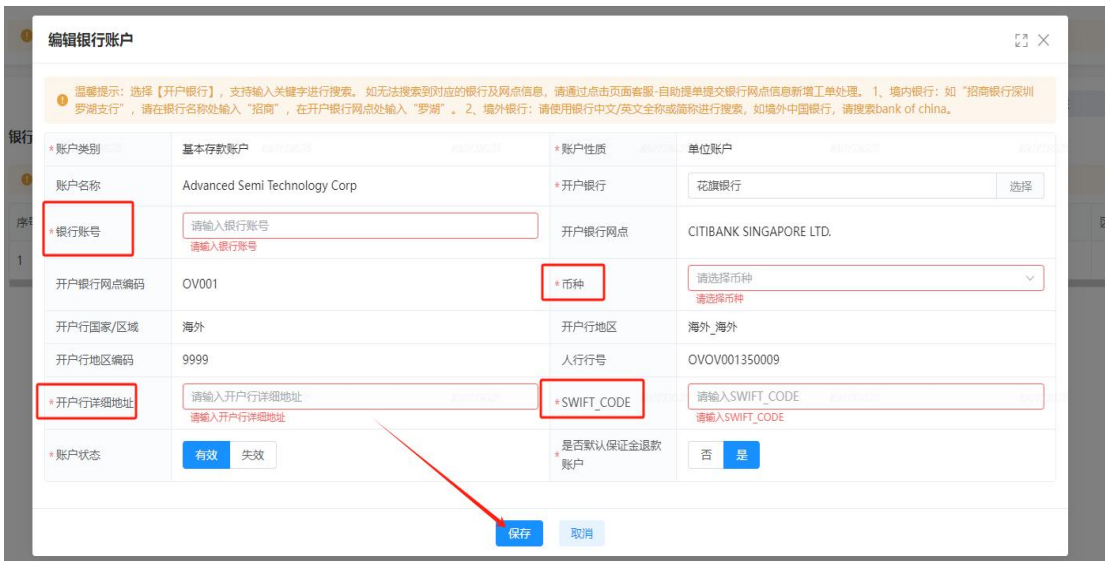 编辑银行账户
温馨提示：选择【开户银行】，支持输入关键字进行搜索。 如无法搜索到对应的银行及网点信息，请通过点击页面客服-自助提单提交银行网点信息新增工单处理。 1、境内银行：如“招商银行深圳
罗湖支行”，请在银行名称处输入“招商”，在开户银行网点处输入“罗湖”。 2、境外银行：请使用银行中文/英文全称或简称进行搜索，如境外中国银行，请搜索bank of china。
银行
*账户类别 基本存款账户 *账户性质 单位账户
账户名称 Advanced Semi Technology Corp *开户银行 花旗银行 选择
序号
*银行账号 请输入银行账号 开户银行网点 CITIBANK SINGAPORE LTD.
请输入银行账号
1
开户银行网点编码 OV001 *币种 请选择币种
请选择币种
开户行国家/区域 海外 开户行地区 海外_海外
开户行地区编码 9999 人行行号 OVOV001350009
*开户行详细地址 请输入开户行详细地址 *SWIFT_CODE 请输入SWIFT_CODE
请输入开户行详细地址 请输入SWIFT_CODE
*账户状态 有效 失效 *是否默认保证金退款
账户 否 是
保存 取消